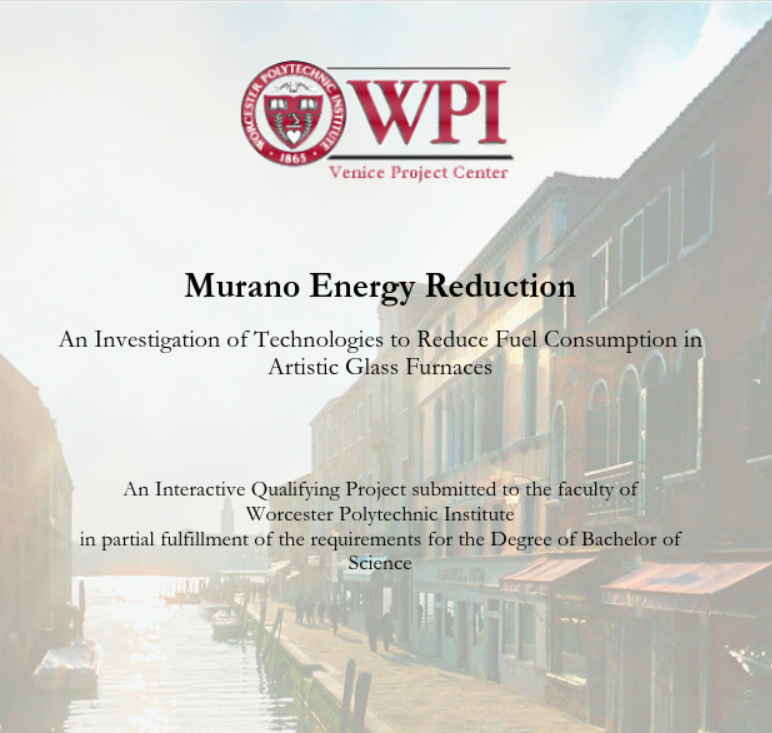 WORCESTER POLYTECHNIC INSTITUTE
1865
WPI
Venice Project Center
Murano Energy Reduction
An Investigation of Technologies to Reduce Fuel Consumption in
Artistic Glass Furnaces
An Interactive Qualifying Project submitted to the faculty of
Worcester Polytechnic Institute
in partial fulfillment of the requirements for the Degree of Bachelor of
Science